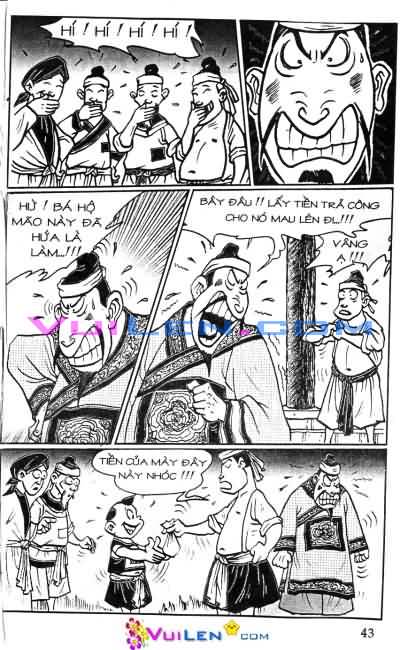 HÍ! HÍ! HÍ! HÍ!
HỪ! BÁ HỘ
MÃO NÀY ĐÃ
HỨA LÀ
LÀM...!!!
BÂY ĐÂU!! LẤY TIỀN TRẢ CÔNG
CHO NÓ MAU LÊN ĐI...!!!
VÂNG
Ạ!!!
VUILEN.COM
TIỀN CỦA MÀY ĐÂY
NÀY NHÓC!!!
43
VUILEN.COM